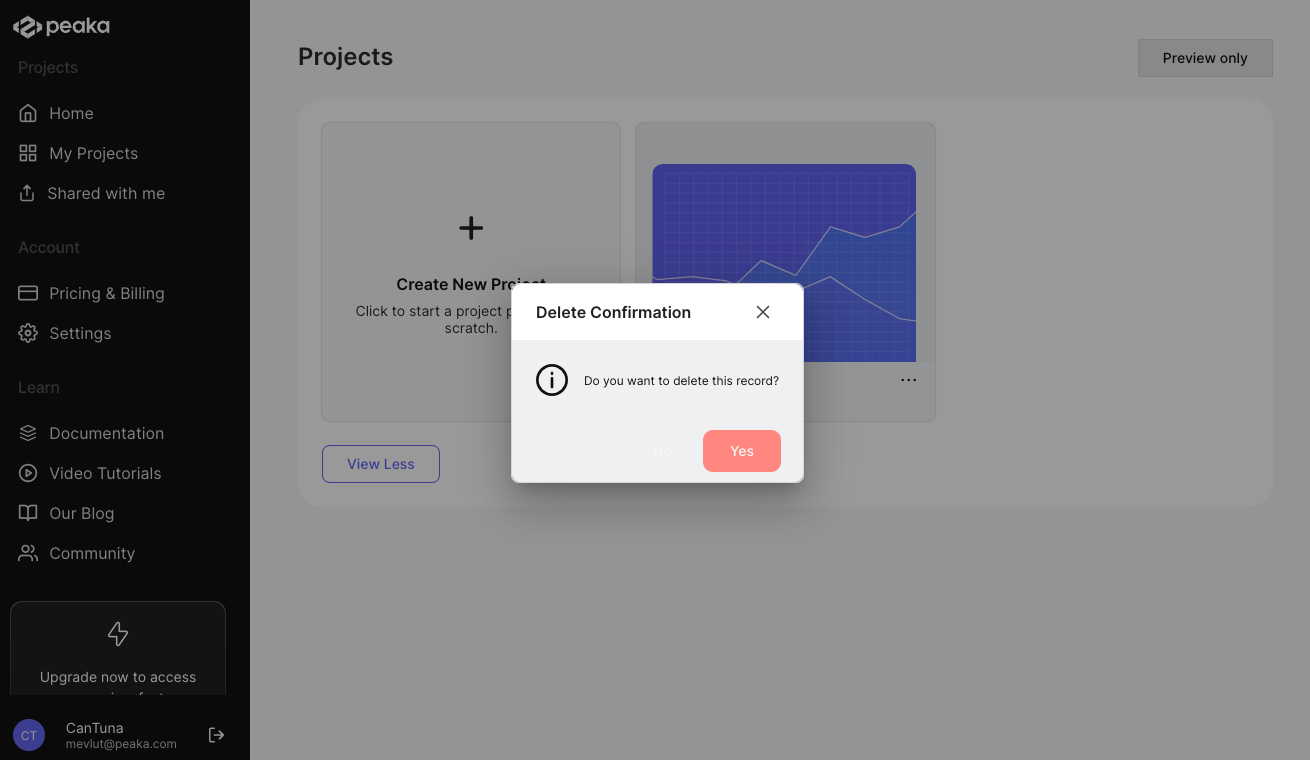 peaka
Projects
Home
My Projects
Shared with me
Account
Pricing & Billing
Settings
Learn
Documentation
Video Tutorials
Our Blog
Community
Upgrade now to access
CT
CanTuna
mevlut@peaka.com
Projects
Preview only
Create New Project
Click to start a project
scratch.
View Less
Delete Confirmation
Do you want to delete this record?
No
Yes